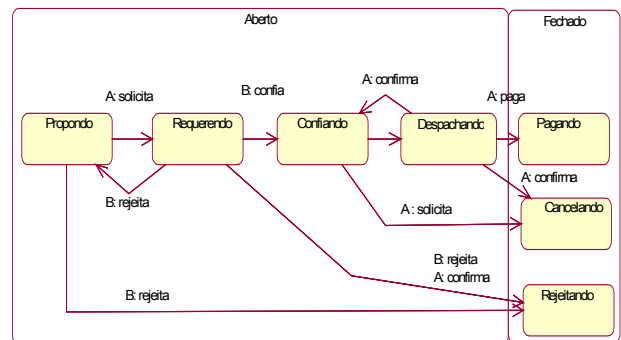 Aberto
Fechado
A: confirma
B: confia
A: solicita
A: paga
Propondo
Requerendo
Confiando
Despachando
Pagando
A: confirma
B: rejeita
A : solicita
Cancelando
B: rejeita
A: confirma
B: rejeita
Rejeitando